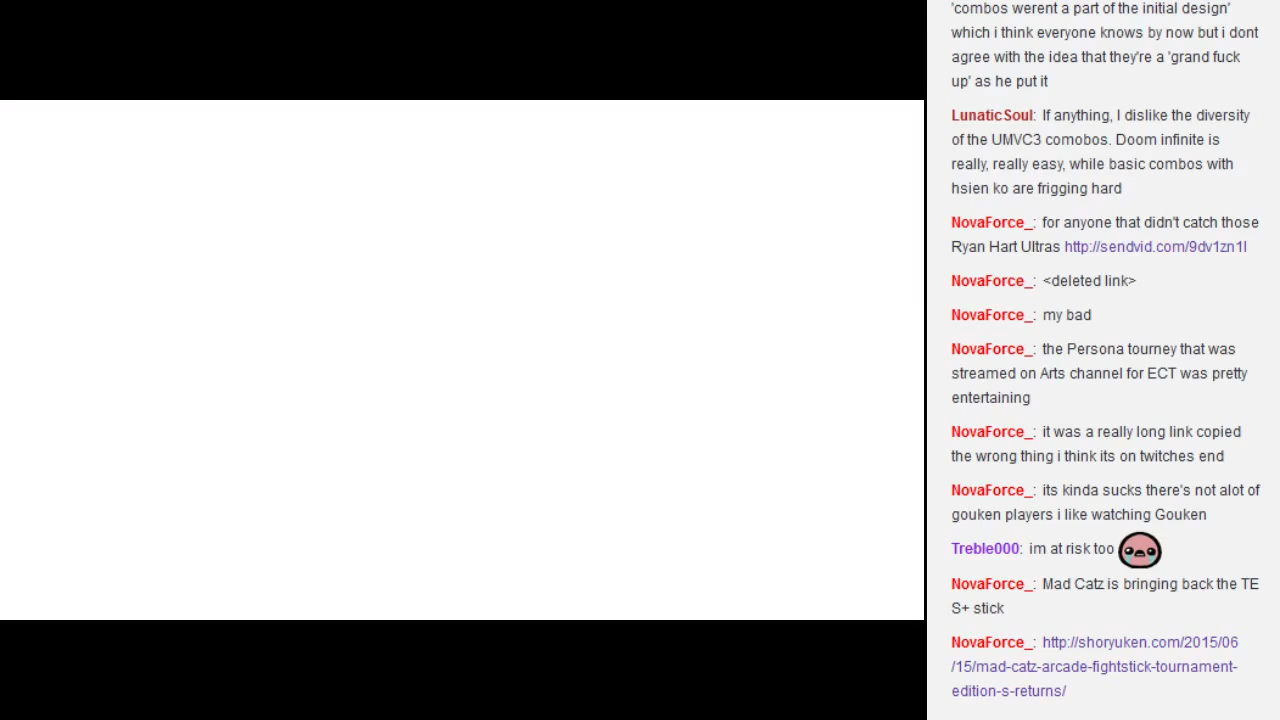 'combos werent a part of the initial design'
which i think everyone knows by now but i dont
agree with the idea that they're a 'grand fuck
up' as he put it
LunaticSoul: If anything, I dislike the diversity
of the UMVC3 comobos. Doom infinite is
really, really easy, while basic combos with
hsien ko are frigging hard
NovaForce_: for anyone that didn't catch those
Ryan Hart Ultras http://sendvid.com/9dv1zn1l
NovaForce_: <deleted link>
NovaForce_: my bad
NovaForce_: the Persona tourney that was
streamed on Arts channel for ECT was pretty
entertaining
NovaForce_: it was a really long link copied
the wrong thing i think its on twitches end
NovaForce_: its kinda sucks there's not alot of
gouken players i like watching Gouken
Treble000: im at risk too
NovaForce_: Mad Catz is bringing back the TE
S+ stick
NovaForce_: http://shoryuken.com/2015/06
/15/mad-catz-arcade-fightstick-tournament-
edition-s-returns/